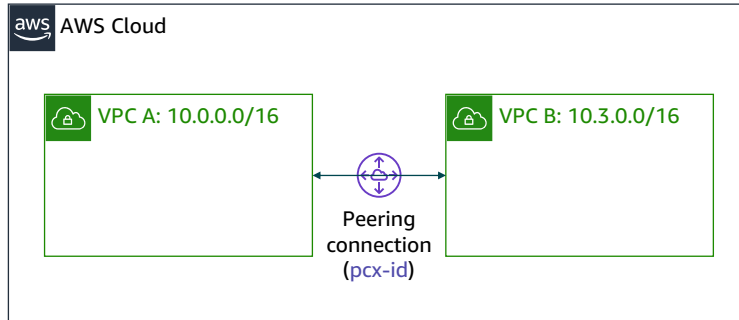 aws
AWS Cloud
VPC A: 10.0.0.0/16
VPC B: 10.3.0.0/16
Peering
connection
(pcx-id)